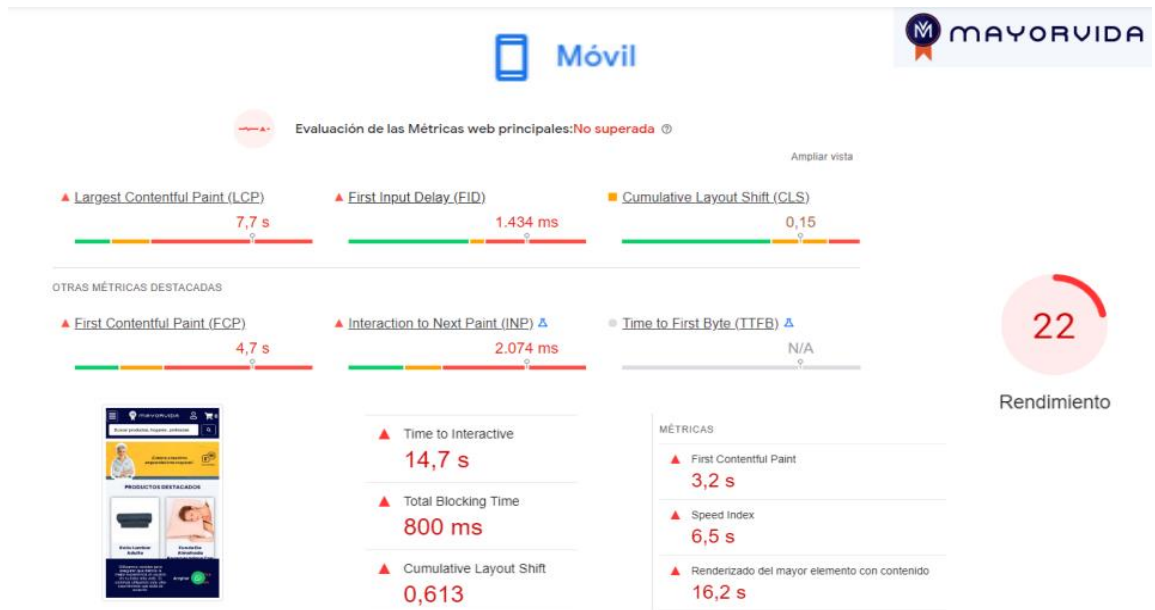 MAYORVIDA
Móvil
Evaluación de las Métricas web principales:No superada
Ampliar vista
Largest Contentful Paint (LCP)
7,7 s
First Input Delay (FID)
1.434 ms
Cumulative Layout Shift (CLS)
0,15
OTRAS MÉTRICAS DESTACADAS
First Contentful Paint (FCP)
4,7 s
Interaction to Next Paint (INP)
2.074 ms
Time to First Byte (TTFB)
N/A
22
Rendimiento
MAYORVIDA
PRODUCTOS DESTACADOS
Time to Interactive
14,7 s
Total Blocking Time
800 ms
Cumulative Layout Shift
0,613
MÉTRICAS
First Contentful Paint
3,2 s
Speed Index
6,5 s
Renderizado del mayor elemento con contenido
16,2 s